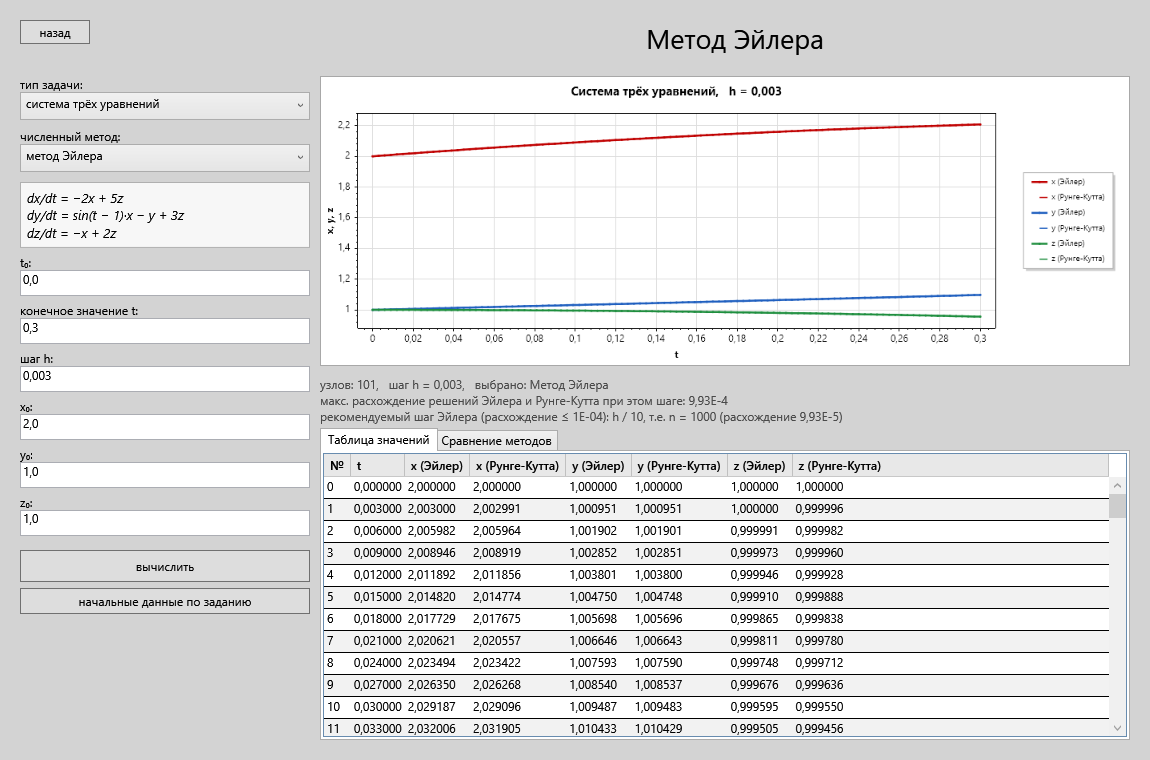 назад
Метод Эйлера
тип задачи:
система трёх уравнений
численный метод:
метод Эйлера
dx/dt = −2x + 5z
dy/dt = sin(t − 1)·x − y + 3z
dz/dt = −x + 2z
t₀:
0,0
конечное значение t:
0,3
шаг h:
0,003
x₀:
2,0
y₀:
1,0
z₀:
1,0
вычислить
начальные данные по заданию
Система трёх уравнений, h = 0,003
x, y, z
2,2
2
1,8
1,6
1,4
1,2
1
0 0,02 0,04 0,06 0,08 0,1 0,12 0,14 0,16 0,18 0,2 0,22 0,24 0,26 0,28 0,3
t
x (Эйлер)
x (Рунге-Кутта)
y (Эйлер)
y (Рунге-Кутта)
z (Эйлер)
z (Рунге-Кутта)
узлов: 101, шаг h = 0,003, выбрано: Метод Эйлера
макс. расхождение решений Эйлера и Рунге-Кутта при этом шаге: 9,93E-4
рекомендуемый шаг Эйлера (расхождение ≤ 1E-04): h / 10, т.е. n = 1000 (расхождение 9,93E-5)
Таблица значений Сравнение методов
№ t x (Эйлер) x (Рунге-Кутта) y (Эйлер) y (Рунге-Кутта) z (Эйлер) z (Рунге-Кутта)
0 0,000000 2,000000 2,000000 1,000000 1,000000 1,000000 1,000000
1 0,003000 2,003000 2,002991 1,000951 1,000951 1,000000 0,999996
2 0,006000 2,005982 2,005964 1,001902 1,001901 0,999991 0,999982
3 0,009000 2,008946 2,008919 1,002852 1,002851 0,999973 0,999960
4 0,012000 2,011892 2,011856 1,003801 1,003800 0,999946 0,999928
5 0,015000 2,014820 2,014774 1,004750 1,004748 0,999910 0,999888
6 0,018000 2,017729 2,017675 1,005698 1,005696 0,999865 0,999838
7 0,021000 2,020621 2,020557 1,006646 1,006643 0,999811 0,999780
8 0,024000 2,023494 2,023422 1,007593 1,007590 0,999748 0,999712
9 0,027000 2,026350 2,026268 1,008540 1,008537 0,999676 0,999636
10 0,030000 2,029187 2,029096 1,009487 1,009483 0,999595 0,999550
11 0,033000 2,032006 2,031905 1,010433 1,010429 0,999505 0,999456